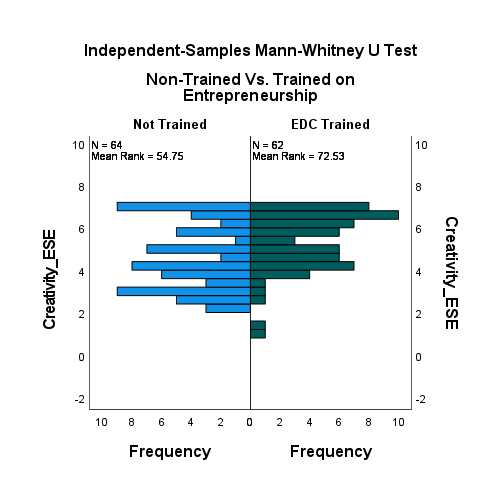 Independent-Samples Mann-Whitney U Test
Non-Trained Vs. Trained on
Entrepreneurship
Not Trained
EDC Trained
N = 64
Mean Rank = 54.75
N = 62
Mean Rank = 72.53
10
8
6
4
2
0
-2
Creativity_ESE
10
8
6
4
2
0
-2
Creativity_ESE
10 8 6 4 2 0
0 2 4 6 8 10
Frequency
Frequency